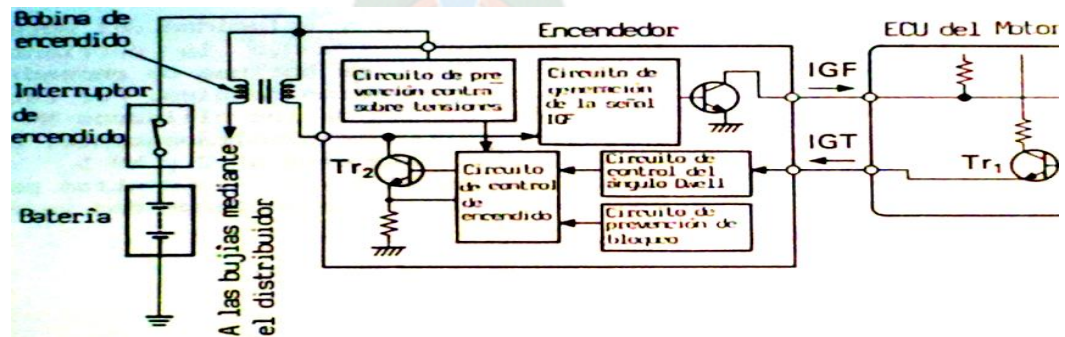 Bobina de
encendido
Interruptor
de
encendido
Batería
A las bujías mediante
el distribuidor
Encendedor
Circuito de pre
vención contra
sobre tensiones
Circuito de
generación
de la señal
IGF
Tr2
Circuito
de control
de
encendido
Circuito de
control del
ángulo Dwell
Circuito de
prevención de
bloqueo
IGF
IGT
ECU del Motor
Tr1